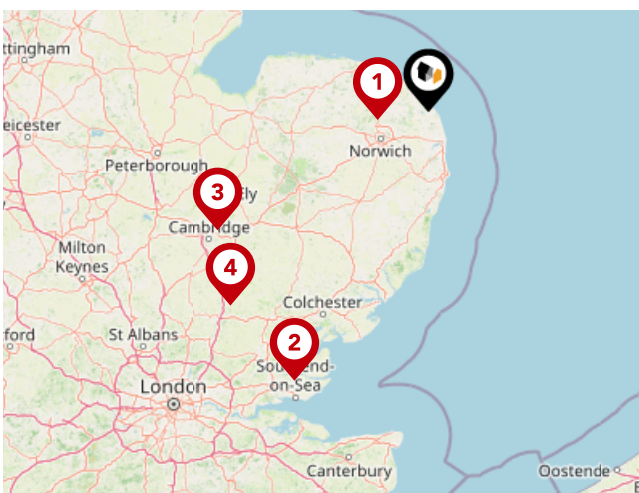 ttingham
1
eicester
Norwich
Peterborough
3
Ely
Cambridge
Milton
Keynes
4
Colchester
ford
St Albans
2
Southend-
on-Sea
London
Canterbury
Oostende